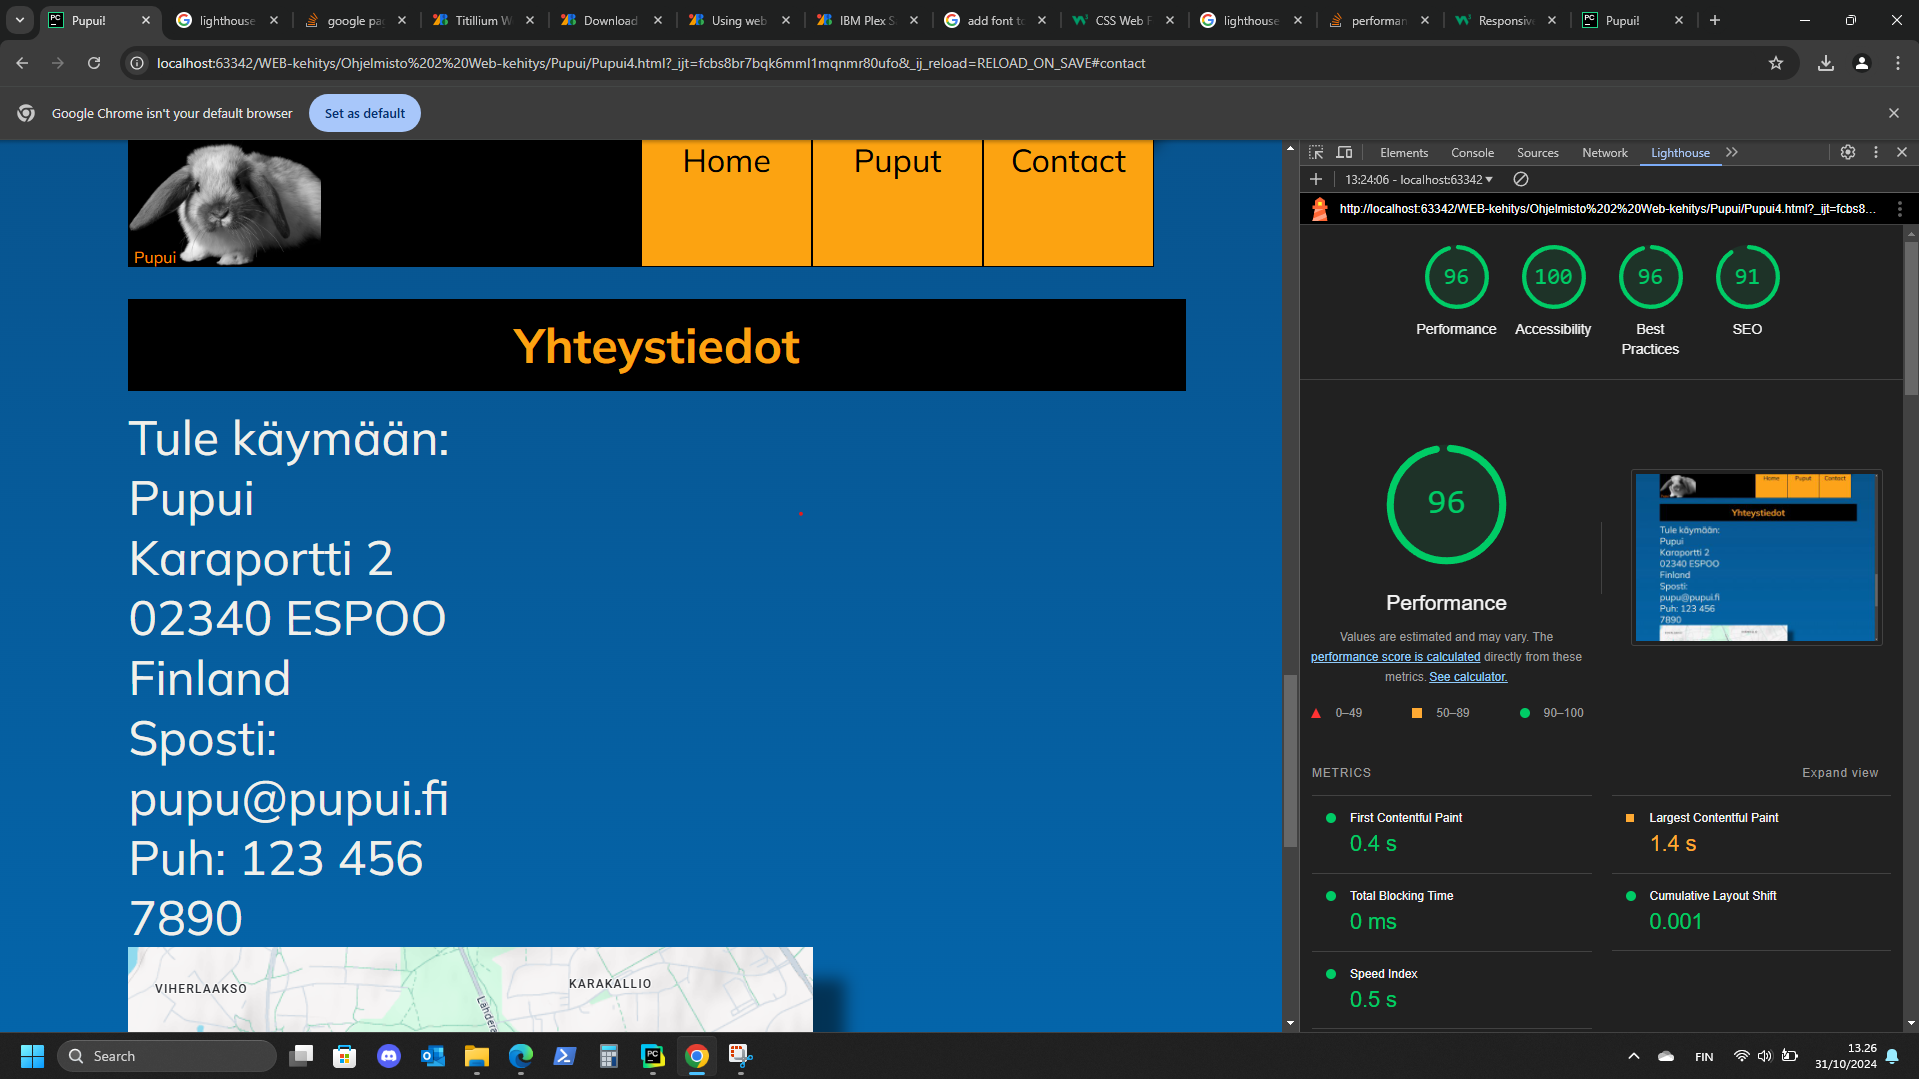 Pupui!
lighthouse
google pa
Titillium W
Download
Using web
IBM Plex S
add font to
CSS Web F
lighthouse
performan
Responsive
Pupui!
localhost:63342/WEB-kehitys/Ohjelmisto%202%20Web-kehitys/Pupui/Pupui4.html?_ijt=fcbs8br7bqk6mml1mqnmr80ufo&_ij_reload=RELOAD_ON_SAVE#contact
Google Chrome isn't your default browser
Set as default
Home
Puput
Contact
Pupui
Yhteystiedot
Tule käymään:
Pupui
Karaportti 2
02340 ESPOO
Finland
Sposti:
pupu@pupui.fi
Puh: 123 456
7890
VIHERLAAKSO
KARAKALLIO
Elements
Console
Sources
Network
Lighthouse
13:24:06 - localhost:63342
http://localhost:63342/WEB-kehitys/Ohjelmisto%202%20Web-kehitys/Pupui/Pupui4.html?_ijt=fcbs8...
96
100
96
91
Performance
Accessibility
Best
Practices
SEO
96
Performance
Values are estimated and may vary. The
performance score is calculated directly from these
metrics. See calculator.
0–49
50–89
90–100
Home
Puput
Contact
Yhteystiedot
Tule käymään:
Pupui
Karaportti 2
02340 ESPOO
Finland
Sposti:
pupu@pupui.fi
Puh: 123 456
7890
METRICS
Expand view
First Contentful Paint
0.4 s
Largest Contentful Paint
1.4 s
Total Blocking Time
0 ms
Cumulative Layout Shift
0.001
Speed Index
0.5 s
Search
FIN
13.26
31/10/2024